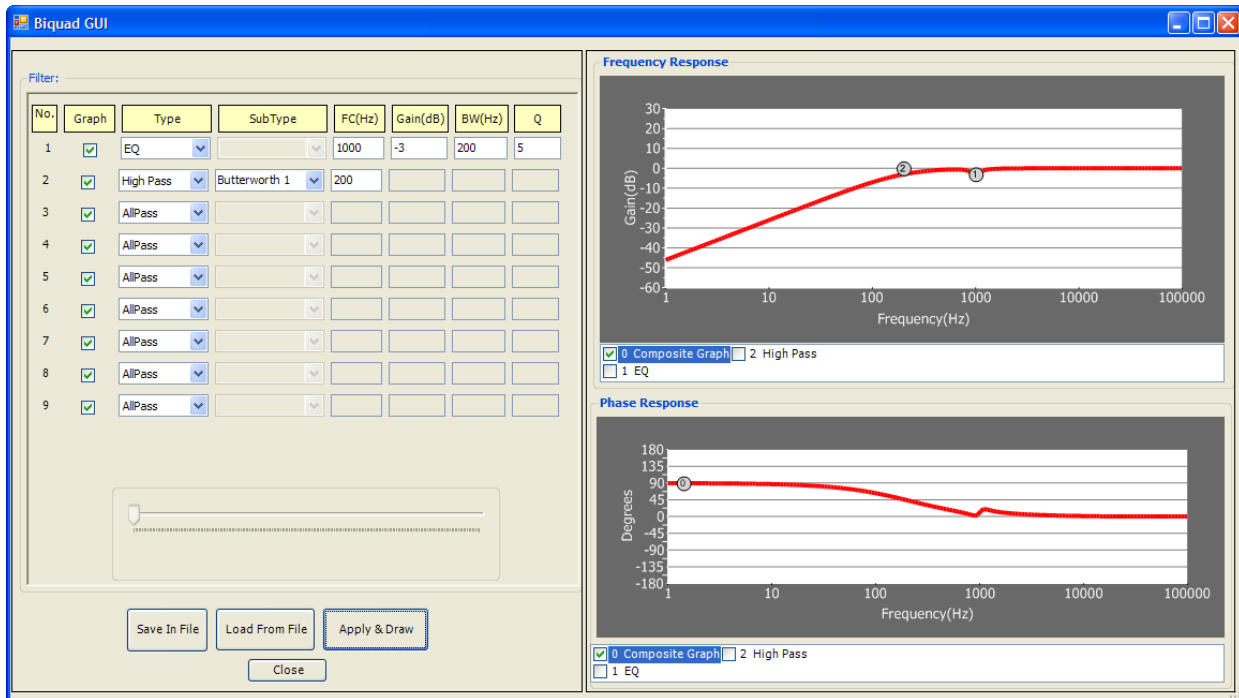 Biquad GUI
Filter:
No. Graph Type SubType FC(Hz) Gain(dB) BW(Hz) Q
1 EQ 1000 -3 200 5
2 High Pass Butterworth 1 200
3 AllPass
4 AllPass
5 AllPass
6 AllPass
7 AllPass
8 AllPass
9 AllPass
Save In File Load From File Apply & Draw
Close
Frequency Response
30
20
10
0
-10
-20
-30
-40
-50
-60
Gain(dB)
2
1
1 10 100 1000 10000 100000
Frequency(Hz)
0 Composite Graph 2 High Pass
1 EQ
Phase Response
180
135
90
45
0
-45
-90
-135
-180
Degrees
0
1 10 100 1000 10000 100000
Frequency(Hz)
0 Composite Graph 2 High Pass
1 EQ